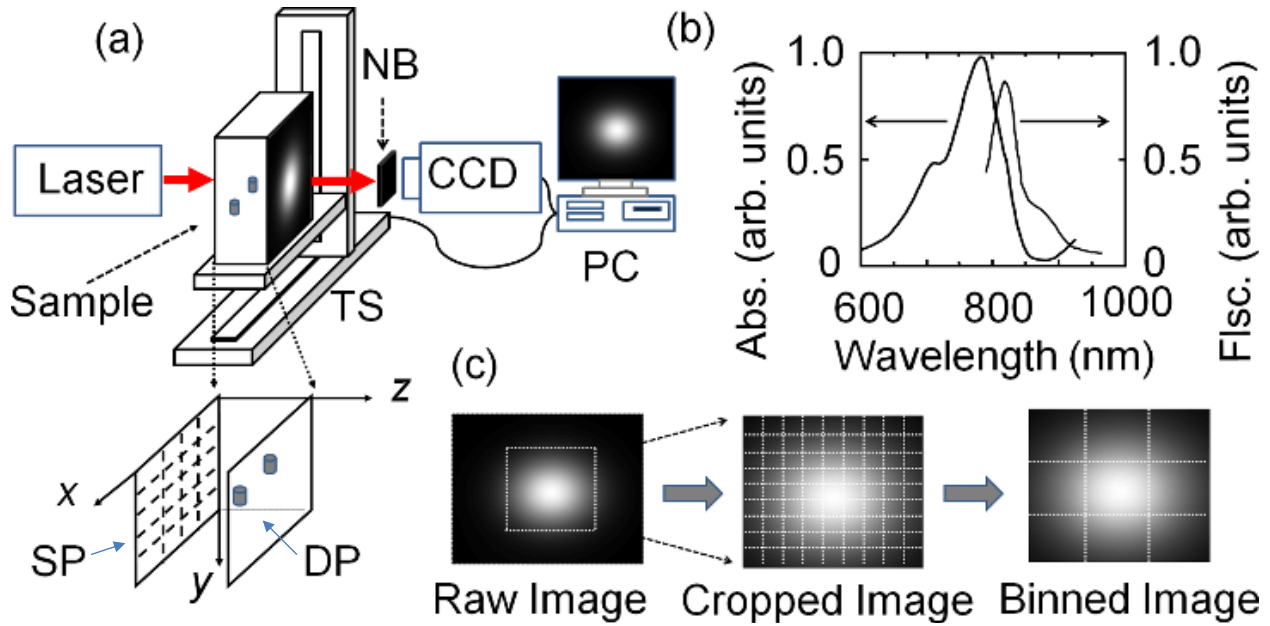 (a)
NB
Laser
CCD
PC
Sample
TS
z
x
y
SP
DP
(b)
1.0
0.5
0
1.0
0.5
0
600
800
1000
Abs. (arb. units)
Flsc. (arb. units)
Wavelength (nm)
(c)
Raw Image
Cropped Image
Binned Image